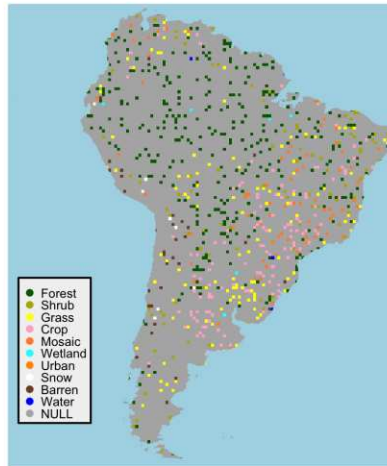 Forest
Shrub
Grass
Crop
Mosaic
Wetland
Urban
Snow
Barren
Water
NULL